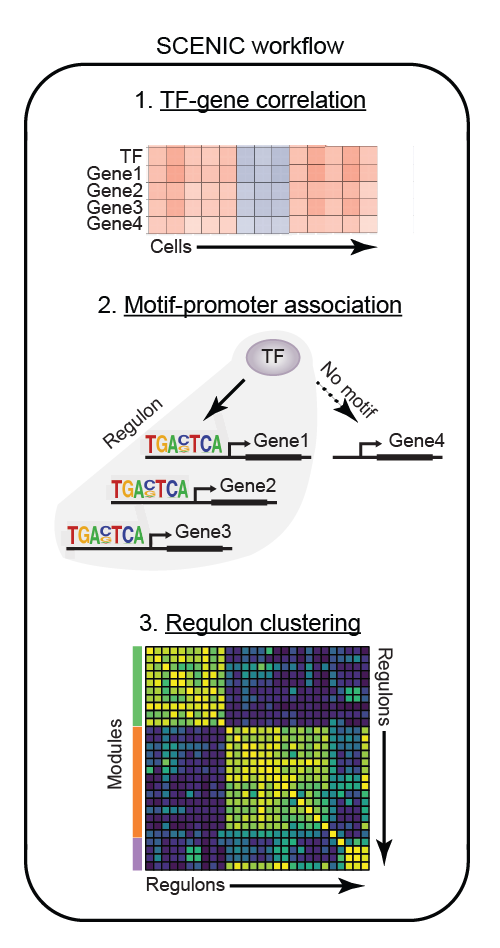 SCENIC workflow
1. TF-gene correlation
TF
Gene1
Gene2
Gene3
Gene4
Cells
2. Motif-promoter association
TF
No motif
Regulon
TGACTCA
Gene1
Gene4
TGACTCA
Gene2
TGACTCA
Gene3
3. Regulon clustering
Regulons
Modules
Regulons